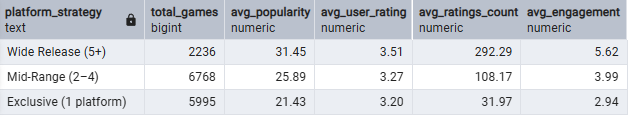 platform_strategy total_games avg_popularity avg_user_rating avg_ratings_count avg_engagement
text bigint numeric numeric numeric numeric
Wide Release (5+) 2236 31.45 3.51 292.29 5.62
Mid-Range (2–4) 6768 25.89 3.27 108.17 3.99
Exclusive (1 platform) 5995 21.43 3.20 31.97 2.94